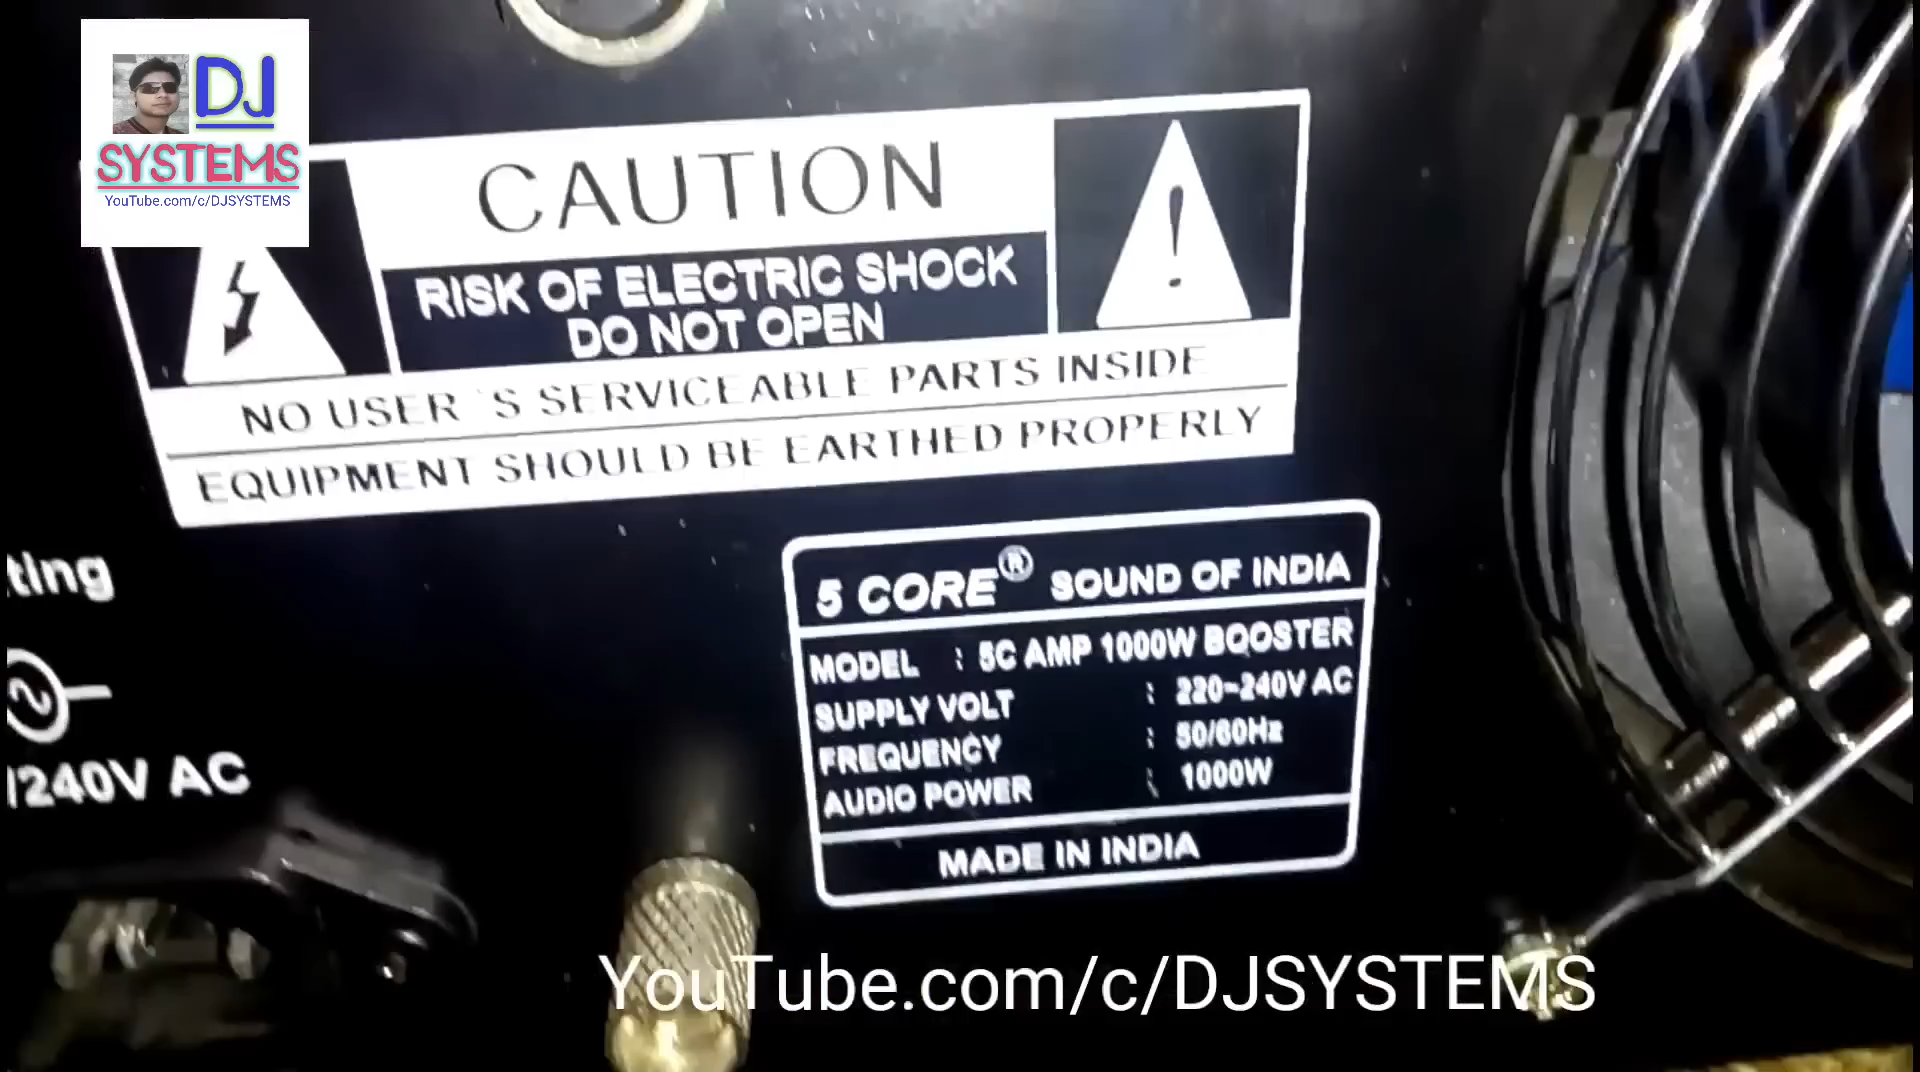 DJ
SYSTEMS
YouTube.com/c/DJSYSTEMS
CAUTION
RISK OF ELECTRIC SHOCK
DO NOT OPEN
NO USER 'S SERVICEABLE PARTS INSIDE
EQUIPMENT SHOULD BE EARTHED PROPERLY
5 CORE® SOUND OF INDIA
MODEL : 5C AMP 1000W BOOSTER
SUPPLY VOLT : 220-240V AC
FREQUENCY : 50/60Hz
AUDIO POWER : 1000W
MADE IN INDIA
240V AC
YouTube.com/c/DJSYSTEMS